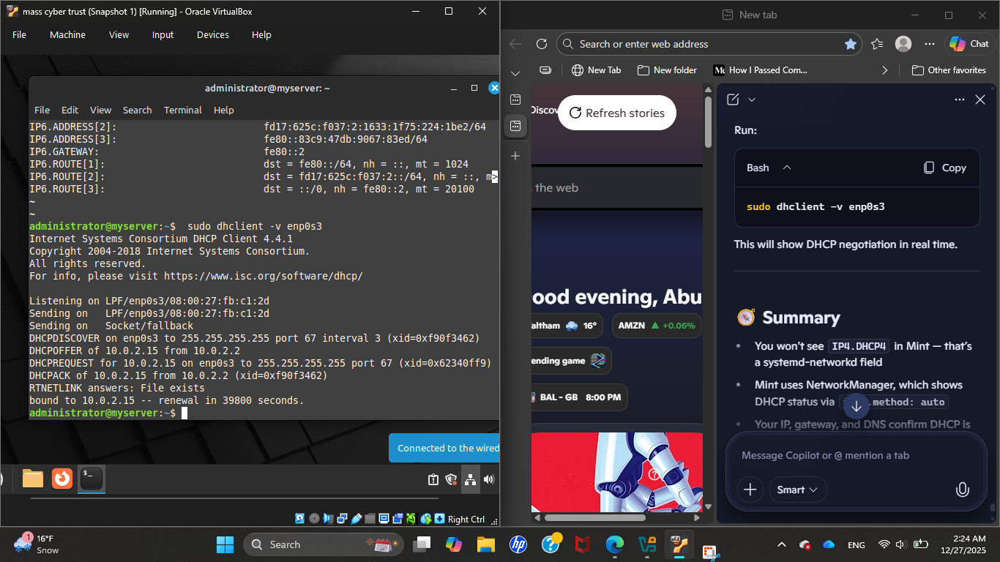 mass cyber trust (Snapshot 1) [Running] - Oracle VirtualBox
File Machine View Input Devices Help
administrator@myserver: ~
File Edit View Search Terminal Help
IP6.ADDRESS[2]: fd17:625c:f037:2:1633:1f75:224:1be2/64
IP6.ADDRESS[3]: fe80::83c9:47db:9067:83ed/64
IP6.GATEWAY: fe80::2
IP6.ROUTE[1]: dst = fe80::/64, nh = ::, mt = 1024
IP6.ROUTE[2]: dst = fd17:625c:f037:2::/64, nh = ::, m>
IP6.ROUTE[3]: dst = ::/0, nh = fe80::2, mt = 20100
~
~
administrator@myserver:~$  sudo dhclient -v enp0s3
Internet Systems Consortium DHCP Client 4.4.1
Copyright 2004-2018 Internet Systems Consortium.
All rights reserved.
For info, please visit https://www.isc.org/software/dhcp/
Listening on LPF/enp0s3/08:00:27:fb:c1:2d
Sending on   LPF/enp0s3/08:00:27:fb:c1:2d
Sending on   Socket/fallback
DHCPDISCOVER on enp0s3 to 255.255.255.255 port 67 interval 3 (xid=0xf90f3462)
DHCPOFFER of 10.0.2.15 from 10.0.2.2
DHCPREQUEST for 10.0.2.15 on enp0s3 to 255.255.255.255 port 67 (xid=0x62340ff9)
DHCPACK of 10.0.2.15 from 10.0.2.2 (xid=0xf90f3462)
RTNETLINK answers: File exists
bound to 10.0.2.15 -- renewal in 39800 seconds.
administrator@myserver:~$
Connected to the wired
Right Ctrl
New tab
Search or enter web address
Chat
New Tab
New folder
How I Passed Com...
Other favorites
Discov
Refresh stories
the web
ood evening, Abu
altham 16°
AMZN +0.06%
ending game
BAL - GB 8:00 PM
Run:
Bash
Copy
sudo dhclient -v enp0s3
This will show DHCP negotiation in real time.
Summary
You won't see IP4.DHCP4 in Mint — that's
a systemd-networkd field
Mint uses NetworkManager, which shows
DHCP status via .method: auto
Your IP, gateway, and DNS confirm DHCP is
Message Copilot or @ mention a tab
Smart
1
16°F
Snow
Search
hp
ENG
2:24 AM
12/27/2025